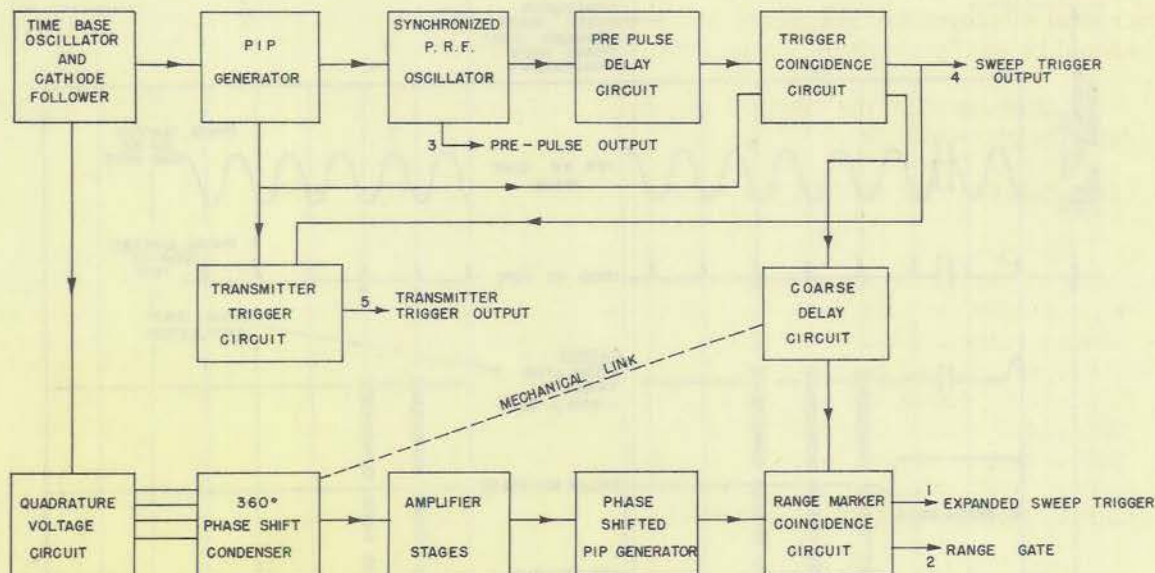 TIME BASE
OSCILLATOR
AND
CATHODE
FOLLOWER
PIP
GENERATOR
SYNCHRONIZED
P. R.F.
OSCILLATOR
PRE PULSE
DELAY
CIRCUIT
TRIGGER
COINCIDENCE
CIRCUIT
4
SWEEP TRIGGER
OUTPUT
3
PRE-PULSE OUTPUT
TRANSMITTER
TRIGGER
CIRCUIT
5
TRANSMITTER
TRIGGER OUTPUT
COARSE
DELAY
CIRCUIT
MECHANICAL LINK
QUADRATURE
VOLTAGE
CIRCUIT
360°
PHASE SHIFT
CONDENSER
AMPLIFIER
STAGES
PHASE
SHIFTED
PIP GENERATOR
RANGE MARKER
COINCIDENCE
CIRCUIT
1
EXPANDED SWEEP TRIGGER
2
RANGE GATE